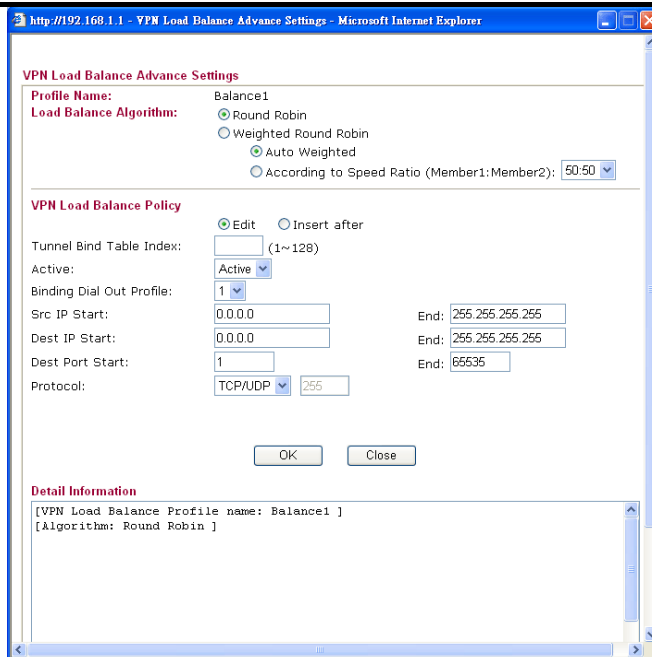 http://192.168.1.1 - VPN Load Balance Advance Settings - Microsoft Internet Explorer
VPN Load Balance Advance Settings
Profile Name: Balance1
Load Balance Algorithm: Round Robin
Weighted Round Robin
Auto Weighted
According to Speed Ratio (Member1:Member2): 50:50
VPN Load Balance Policy
Edit Insert after
Tunnel Bind Table Index: (1~128)
Active: Active
Binding Dial Out Profile: 1
Src IP Start: 0.0.0.0 End: 255.255.255.255
Dest IP Start: 0.0.0.0 End: 255.255.255.255
Dest Port Start: 1 End: 65535
Protocol: TCP/UDP 255
OK Close
Detail Information
[VPN Load Balance Profile name: Balance1 ]
[Algorithm: Round Robin ]